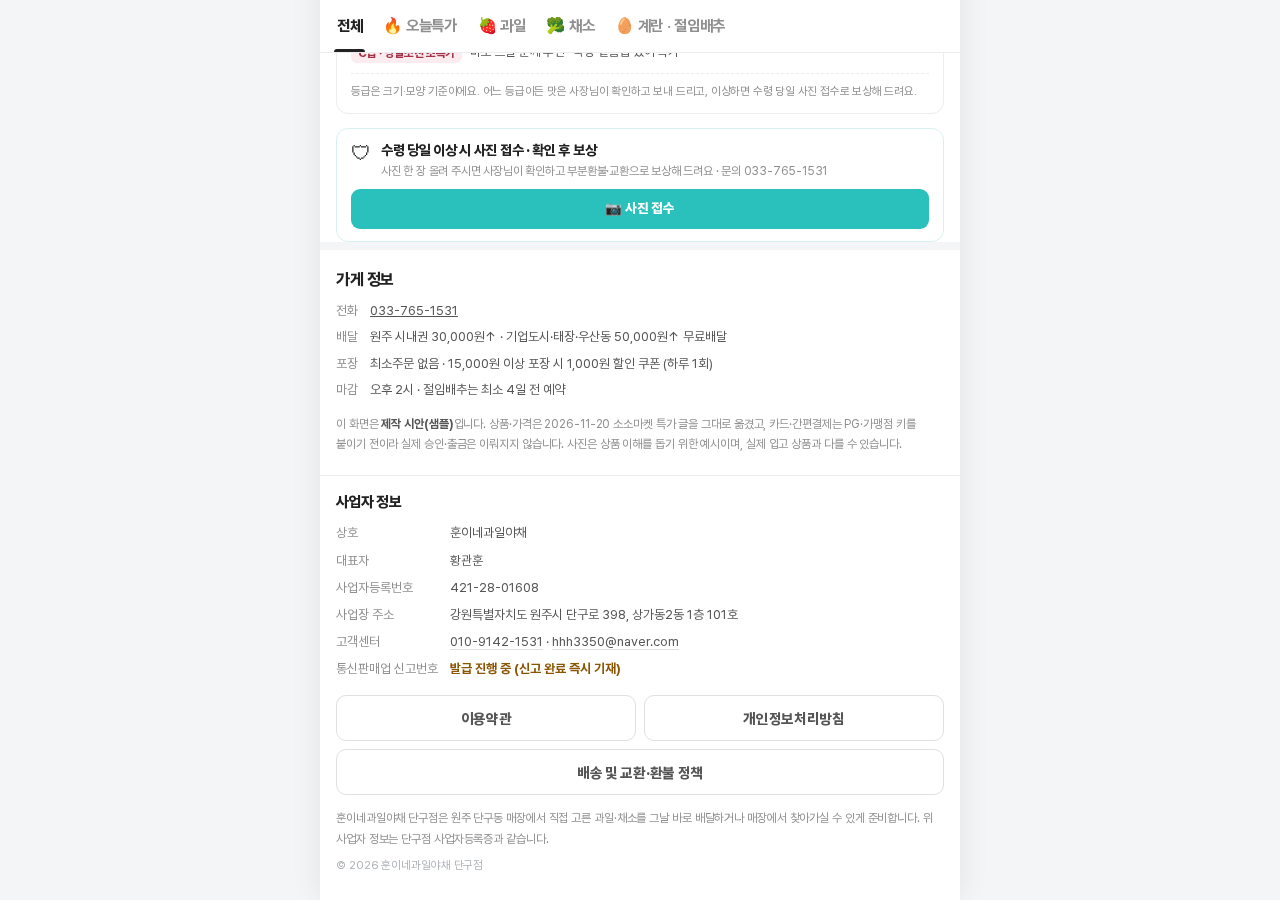 전체
🔥 오늘특가
🍓 과일
🥦 채소
🥚 계란 · 절임배추
등급은 크기·모양 기준이에요. 어느 등급이든 맛은 사장님이 확인하고 보내 드리고, 이상하면 수령 당일 사진 접수로 보상해 드려요.
수령 당일 이상 시 사진 접수 · 확인 후 보상
사진 한 장 올려 주시면 사장님이 확인하고 부분환불·교환으로 보상해 드려요 · 문의 033-765-1531
📷 사진 접수
가게 정보
전화 033-765-1531
배달 원주 시내권 30,000원↑ · 기업도시·태장·우산동 50,000원↑ 무료배달
포장 최소주문 없음 · 15,000원 이상 포장 시 1,000원 할인 쿠폰 (하루 1회)
마감 오후 2시 · 절임배추는 최소 4일 전 예약
이 화면은 제작 시안(샘플)입니다. 상품·가격은 2026-11-20 소소마켓 특가 글을 그대로 옮겼고, 카드·간편결제는 PG·가맹점 키를
붙이기 전이라 실제 승인·출금은 이뤄지지 않습니다. 사진은 상품 이해를 돕기 위한 예시이며, 실제 입고 상품과 다를 수 있습니다.
사업자 정보
상호 훈이네과일야채
대표자 황관훈
사업자등록번호 421-28-01608
사업장 주소 강원특별자치도 원주시 단구로 398, 상가동2동 1층 101호
고객센터 010-9142-1531 · hhh3350@naver.com
통신판매업 신고번호 발급 진행 중 (신고 완료 즉시 기재)
이용약관
개인정보처리방침
배송 및 교환·환불 정책
훈이네과일야채 단구점은 원주 단구동 매장에서 직접 고른 과일·채소를 그날 바로 배달하거나 매장에서 찾아가실 수 있게 준비합니다. 위
사업자 정보는 단구점 사업자등록증과 같습니다.
© 2026 훈이네과일야채 단구점